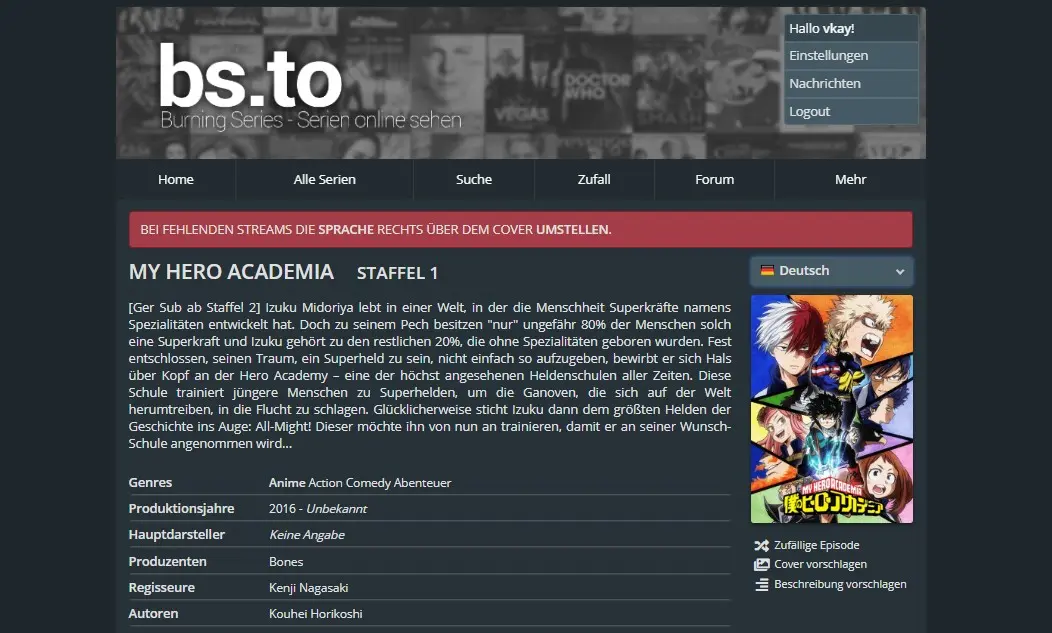 bs.to
Burning Series - Serien online sehen
Hallo vkay!
Einstellungen
Nachrichten
Logout
DOCTOR
WHO
VEGAS
SMASH
Home
Alle Serien
Suche
Zufall
Forum
Mehr
BEI FEHLENDEN STREAMS DIE SPRACHE RECHTS ÜBER DEM COVER UMSTELLEN.
MY HERO ACADEMIA STAFFEL 1
Deutsch
[Ger Sub ab Staffel 2] Izuku Midoriya lebt in einer Welt, in der die Menschheit Superkräfte namens
Spezialitäten entwickelt hat. Doch zu seinem Pech besitzen "nur" ungefähr 80% der Menschen solch
eine Superkraft und Izuku gehört zu den restlichen 20%, die ohne Spezialitäten geboren wurden. Fest
entschlossen, seinen Traum, ein Superheld zu sein, nicht einfach so aufzugeben, bewirbt er sich Hals
über Kopf an der Hero Academy – eine der höchst angesehenen Heldenschulen aller Zeiten. Diese
Schule trainiert jüngere Menschen zu Superhelden, um die Ganoven, die sich auf der Welt
herumtreiben, in die Flucht zu schlagen. Glücklicherweise sticht Izuku dann dem größten Helden der
Geschichte ins Auge: All-Might! Dieser möchte ihn von nun an trainieren, damit er an seiner Wunsch-
Schule angenommen wird...
Genres Anime Action Comedy Abenteuer
Produktionsjahre 2016 - Unbekannt
Hauptdarsteller Keine Angabe
Produzenten Bones
Regisseure Kenji Nagasaki
Autoren Kouhei Horikoshi
MY HERO ACADEMIA
僕のヒーローアカデミア
Zufällige Episode
Cover vorschlagen
Beschreibung vorschlagen